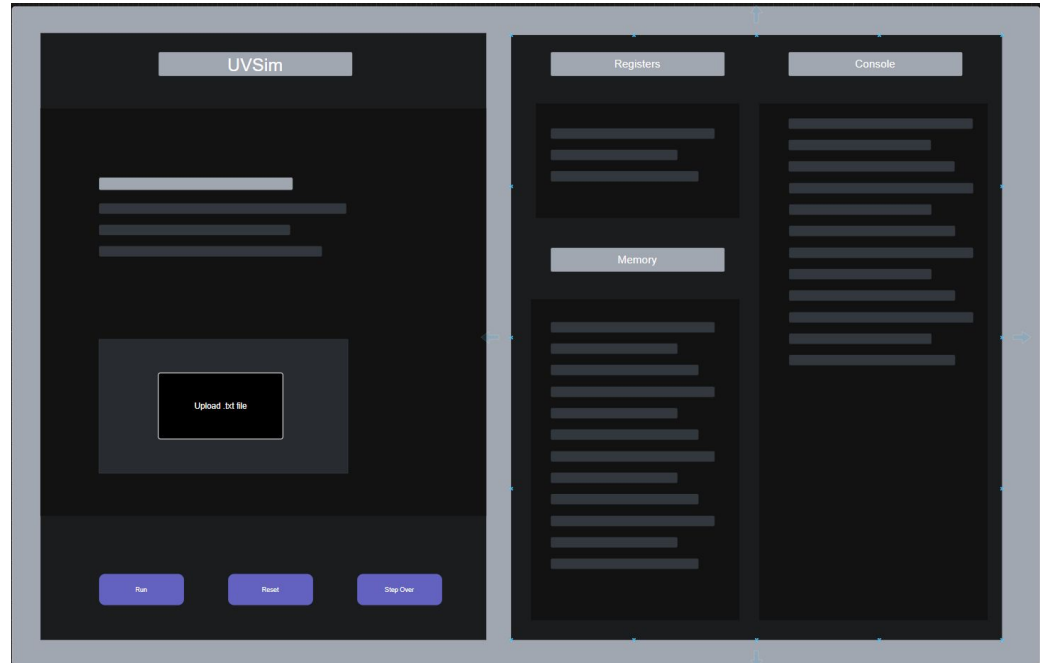 UVSim
Upload .txt file
Run
Reset
Step Over
Registers
Memory
Console